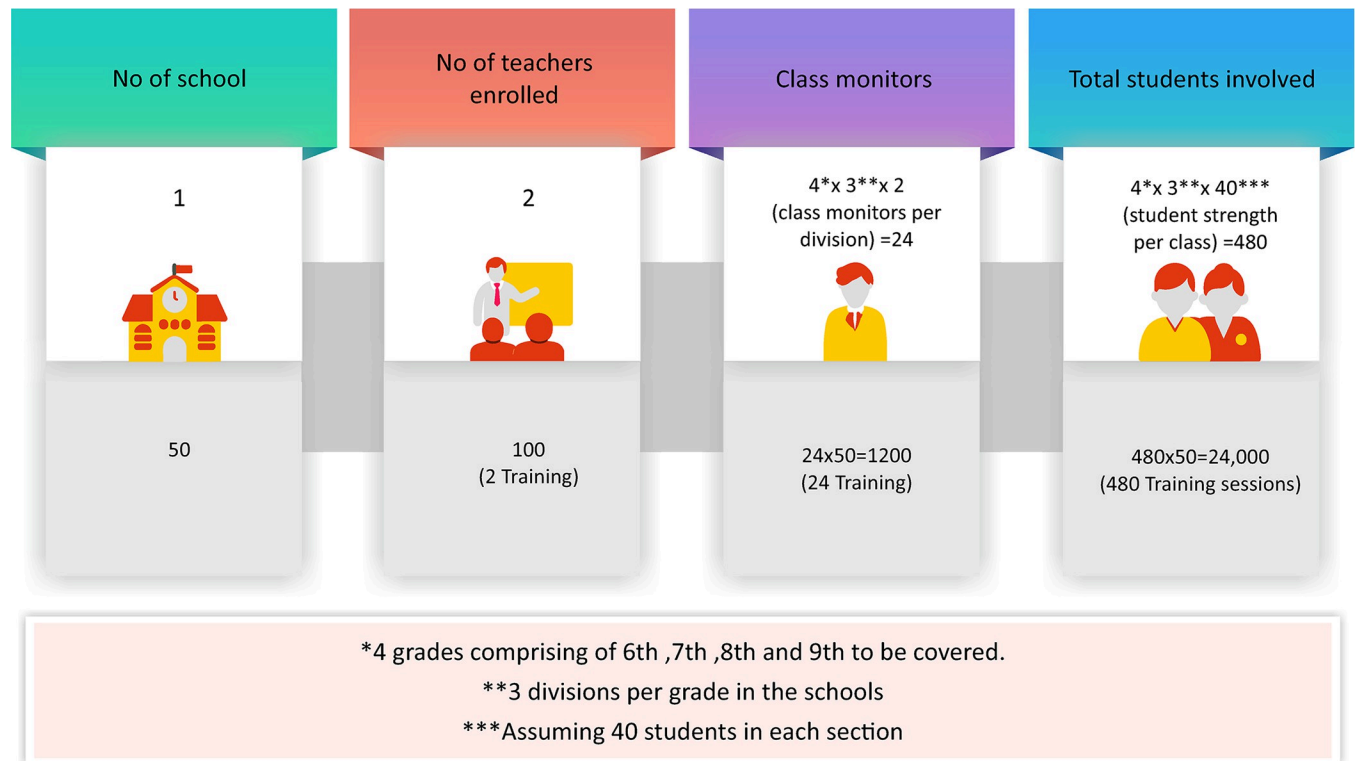 No of school
No of teachers
enrolled
Class monitors
Total students involved
1
2
4*x 3**x 2
(class monitors per
division) =24
4*x 3**x 40***
(student strength
per class) =480
50
100
(2 Training)
24x50=1200
(24 Training)
480x50=24,000
(480 Training sessions)
*4 grades comprising of 6th ,7th ,8th and 9th to be covered.
**3 divisions per grade in the schools
***Assuming 40 students in each section